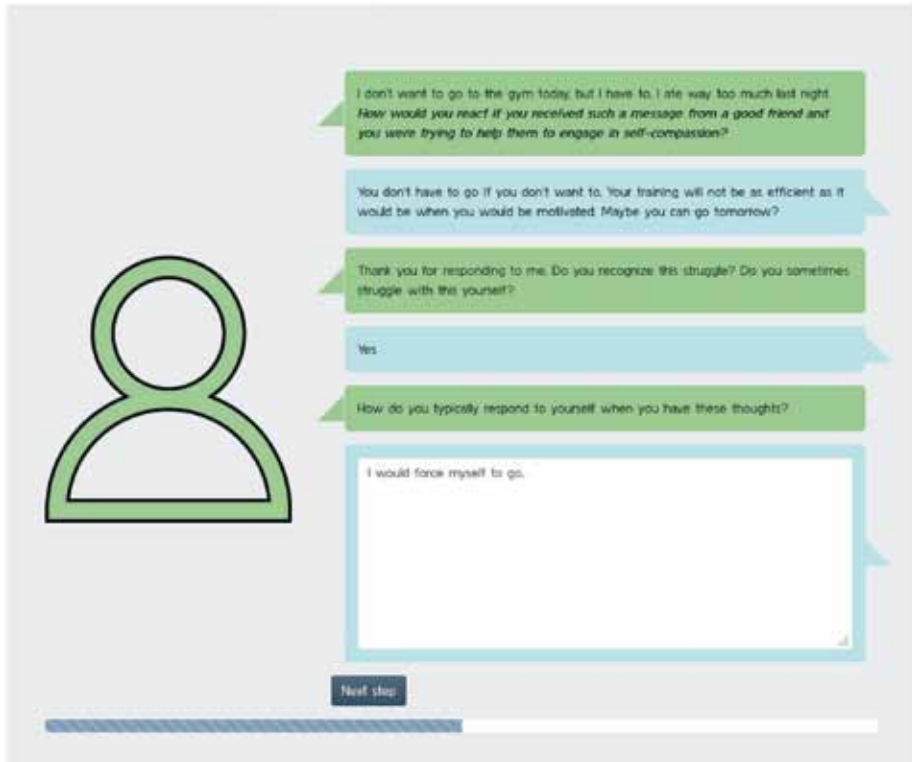 I don't want to go to the gym today, but I have to. I ate way too much last night.
How would you react if you received such a message from a good friend and
you were trying to help them to engage in self-compassion?
You don't have to go if you don't want to. Your training will not be as efficient as it
would be when you would be motivated. Maybe you can go tomorrow?
Thank you for responding to me. Do you recognize this struggle? Do you sometimes
struggle with this yourself?
Yes
How do you typically respond to yourself when you have these thoughts?
I would force myself to go.
Next step